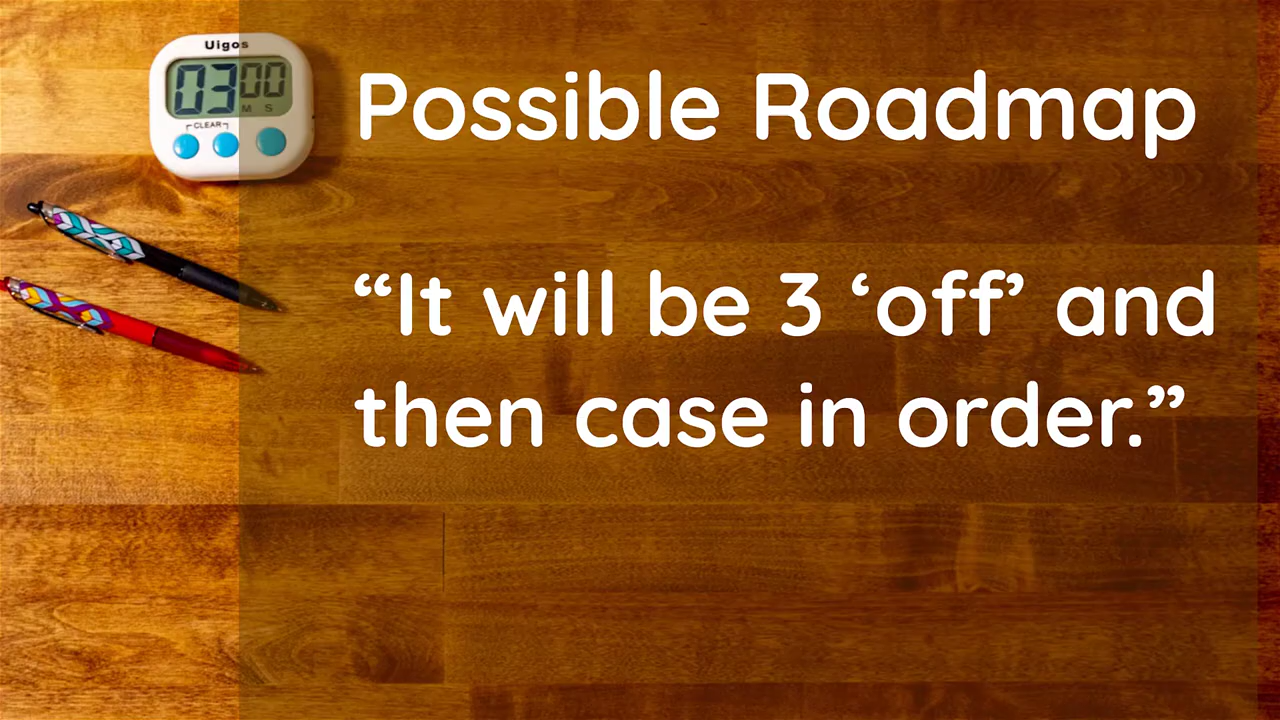 Uigos
03 00
M S
CLEAR
Possible Roadmap
“It will be 3 ‘off’ and
then case in order.”